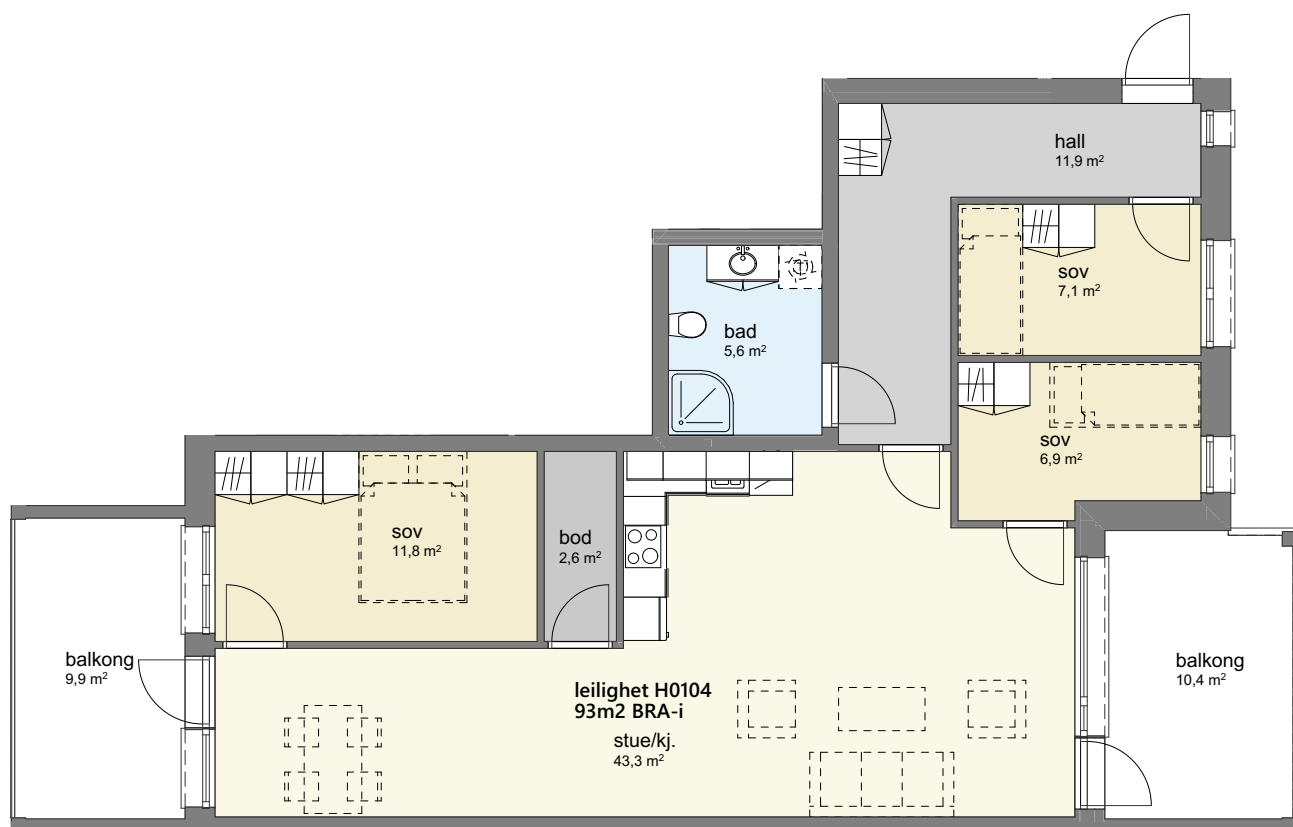 hall
11,9 m²
sov
7,1 m²
bad
5,6 m²
sov
6,9 m²
sov
11,8 m²
bod
2,6 m²
balkong
9,9 m²
leilighet H0104
93m2 BRA-i
stue/kj.
43,3 m²
balkong
10,4 m²